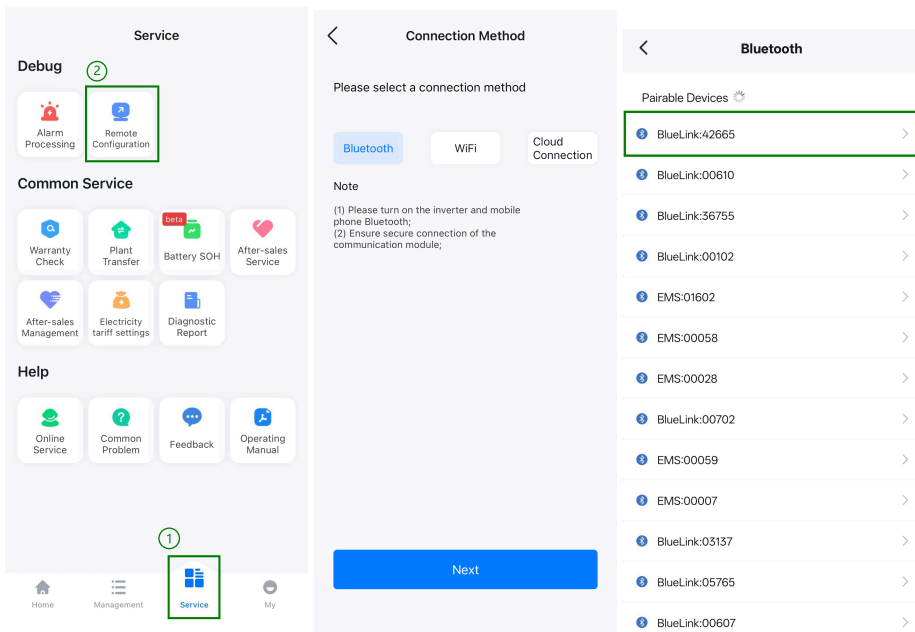 Service
Debug
2
Alarm
Processing
Remote
Configuration
Common Service
Warranty
Check
Plant
Transfer
beta
Battery SOH
After-sales
Service
After-sales
Management
Electricity
tariff settings
Diagnostic
Report
Help
Online
Service
Common
Problem
Feedback
Operating
Manual
1
Home
Management
Service
My
Connection Method
Please select a connection method
Bluetooth
WiFi
Cloud
Connection
Note
(1) Please turn on the inverter and mobile
phone Bluetooth;
(2) Ensure secure connection of the
communication module;
Next
Bluetooth
Pairable Devices
BlueLink:42665
BlueLink:00610
BlueLink:36755
BlueLink:00102
EMS:01602
EMS:00058
EMS:00028
BlueLink:00702
EMS:00059
EMS:00007
BlueLink:03137
BlueLink:05765
BlueLink:00607